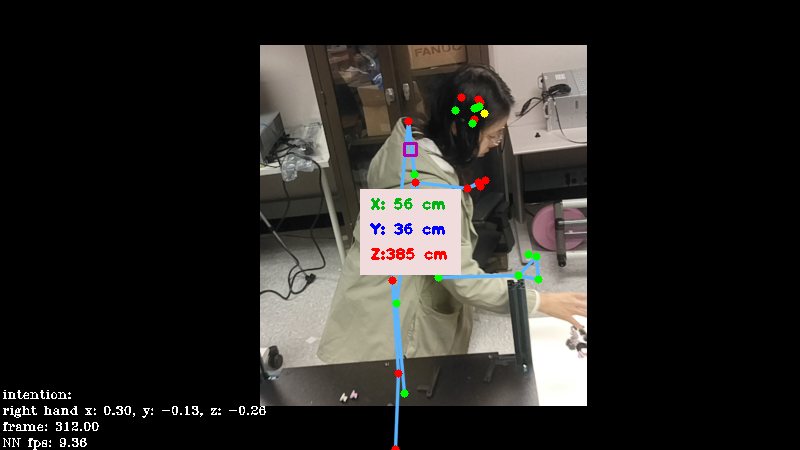 FANUC
X: 56 cm
Y: 36 cm
Z:385 cm
intention:
right hand x: 0.30, y: -0.13, z: -0.26
frame: 312.00
NN fps: 9.36